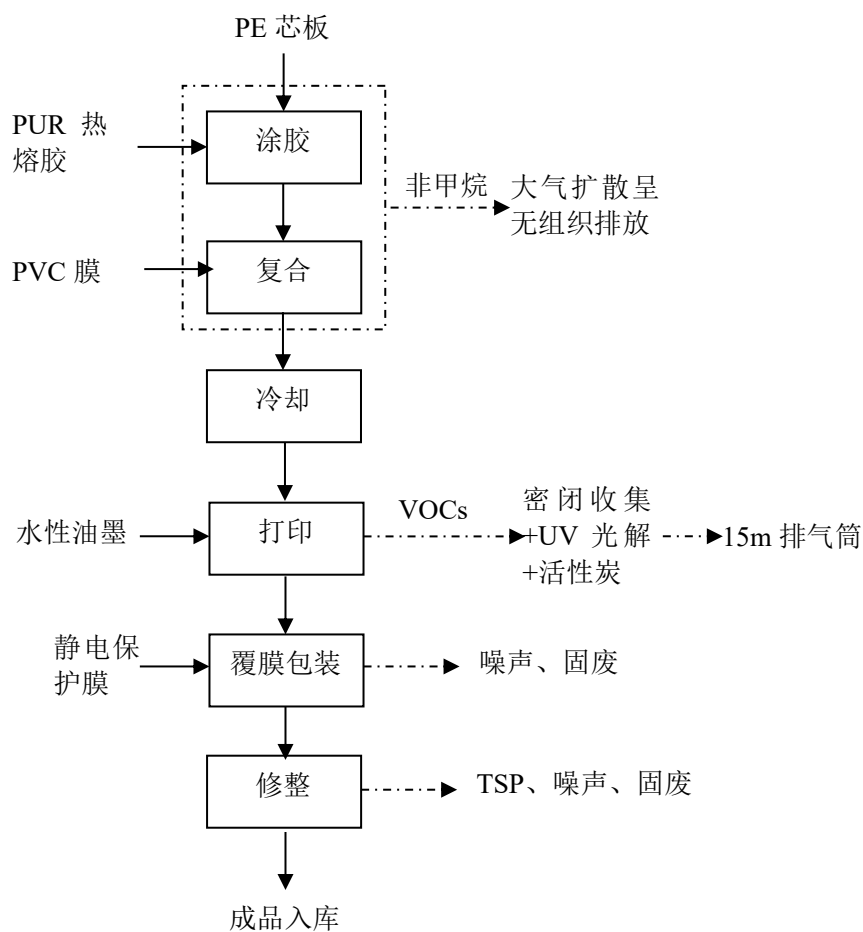 PE 芯板
PUR 热
熔胶
涂胶
非甲烷
大气扩散呈
无组织排放
PVC 膜
复合
冷却
水性油墨
打印
VOCs
密闭收集
+UV 光解
+活性炭
15m 排气筒
静电保
护膜
覆膜包装
噪声、固废
修整
TSP、噪声、固废
成品入库